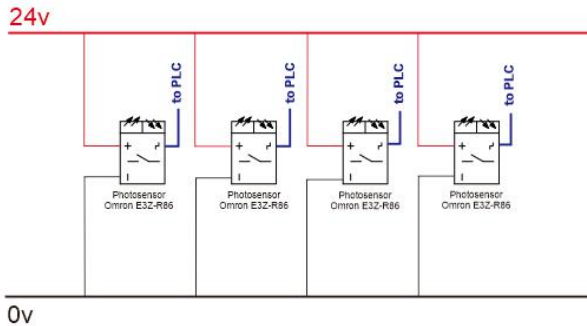 24v
to PLC
to PLC
to PLC
to PLC
+
+
+
+
Photosensor
Omron E3Z-R86
Photosensor
Omron E3Z-R86
Photosensor
Omron E3Z-R86
Photosensor
Omron E3Z-R86
0v